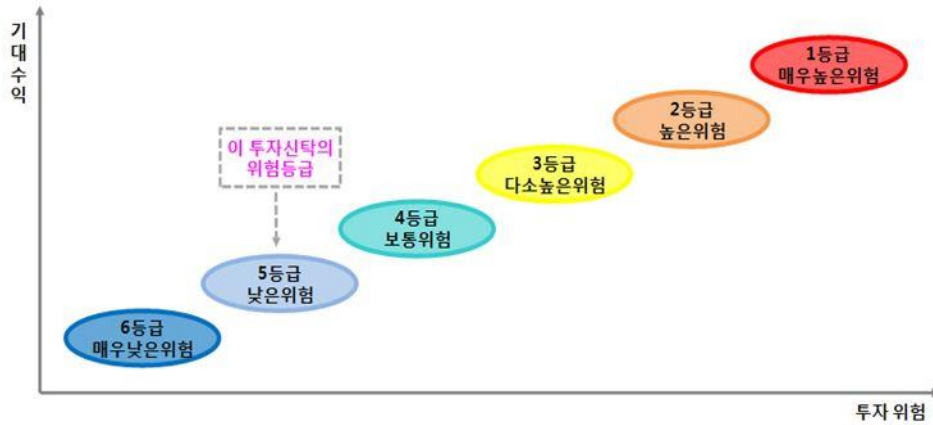 기
대
수
익
1등급
매우높은위험
2등급
높은위험
이 투자신탁의
위험등급
3등급
다소높은위험
4등급
보통위험
5등급
낮은위험
6등급
매우낮은위험
투자 위험